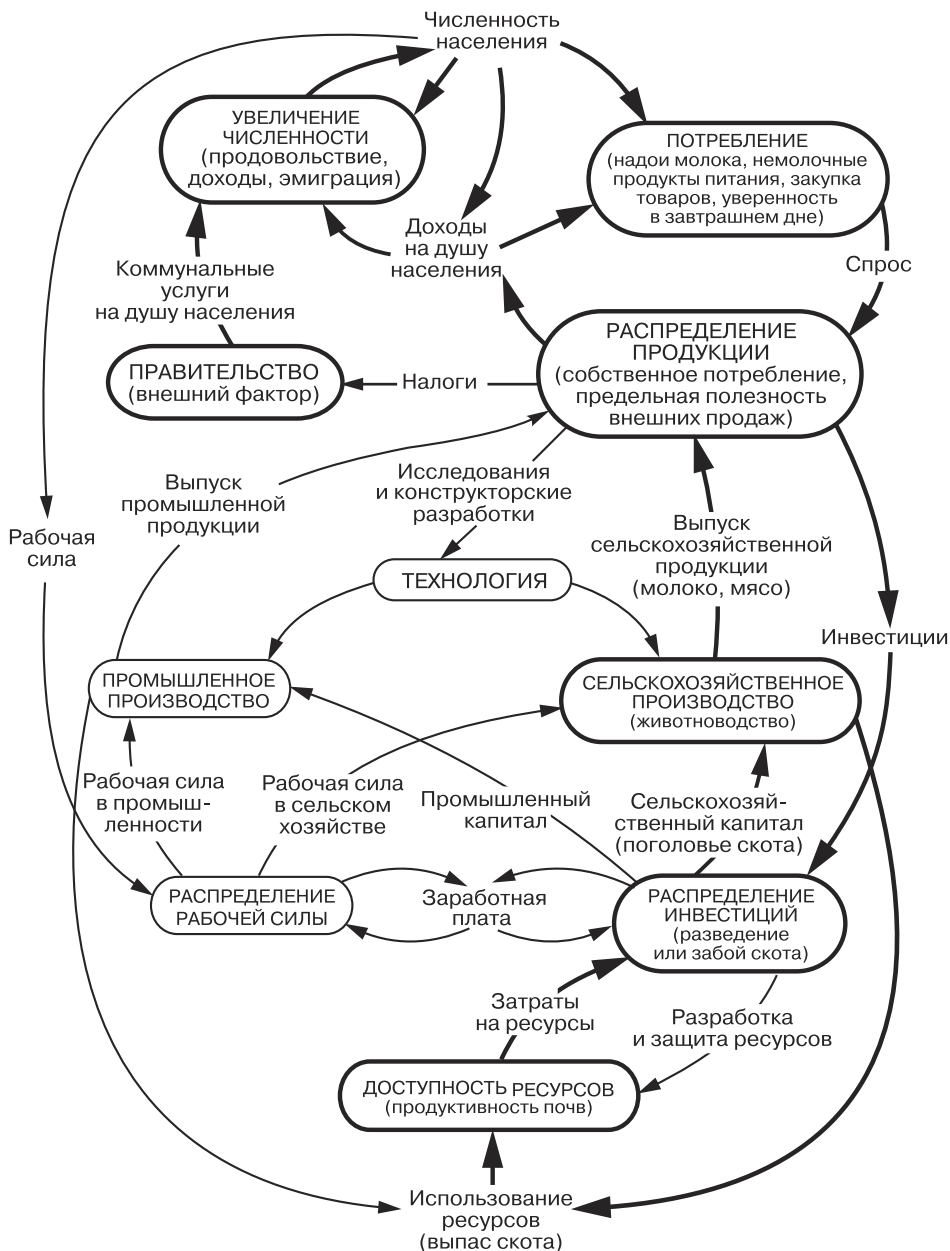 Численность
населения
УВЕЛИЧЕНИЕ
ЧИСЛЕННОСТИ
(продовольствие,
доходы, эмиграция)
ПОТРЕБЛЕНИЕ
(надои молока, немолочные
продукты питания, закупка
товаров, уверенность
в завтрашнем дне)
Доходы
на душу
населения
Спрос
Коммунальные
услуги
на душу населения
РАСПРЕДЕЛЕНИЕ
ПРОДУКЦИИ
(собственное потребление,
предельная полезность
внешних продаж)
ПРАВИТЕЛЬСТВО
(внешний фактор)
Налоги
Выпуск
промышленной
продукции
Исследования
и конструкторские
разработки
Выпуск
сельскохозяйственной
продукции
(молоко, мясо)
Рабочая
сила
ТЕХНОЛОГИЯ
Инвестиции
ПРОМЫШЛЕННОЕ
ПРОИЗВОДСТВО
СЕЛЬСКОХОЗЯЙСТВЕННОЕ
ПРОИЗВОДСТВО
(животноводство)
Рабочая сила
в промыш-
ленности
Рабочая сила
в сельском
хозяйстве
Промышленный
капитал
Сельскохозяй-
ственный капитал
(поголовье скота)
РАСПРЕДЕЛЕНИЕ
РАБОЧЕЙ СИЛЫ
Заработная
плата
РАСПРЕДЕЛЕНИЕ
ИНВЕСТИЦИЙ
(разведение
или забой скота)
Затраты
на ресурсы
Разработка
и защита ресурсов
ДОСТУПНОСТЬ РЕСУРСОВ
(продуктивность почв)
Использование
ресурсов
(выпас скота)